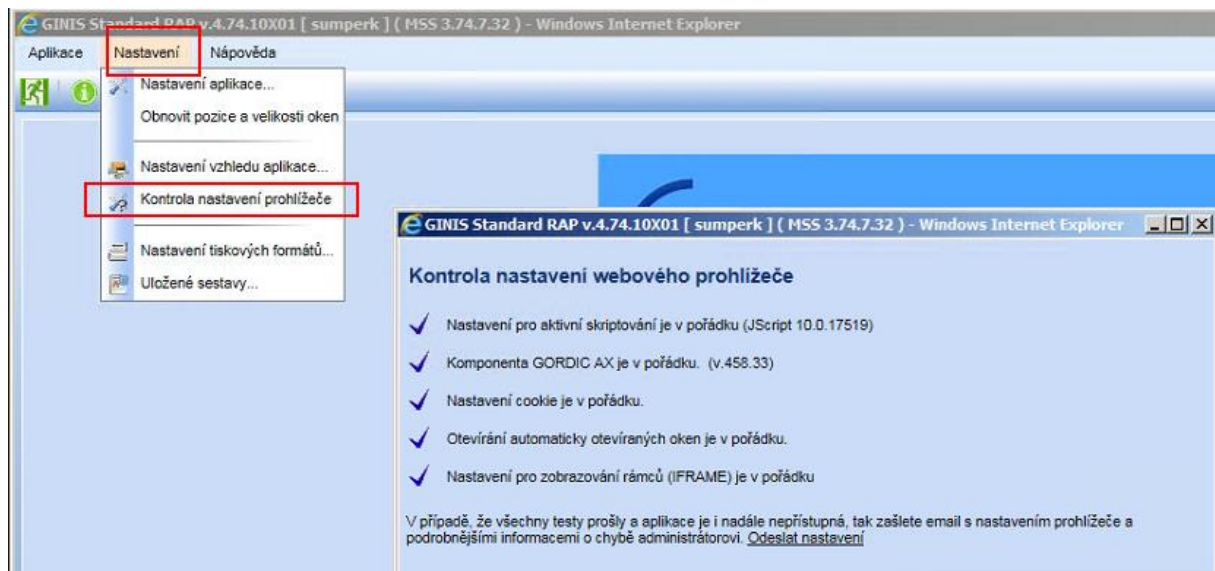 GINIS Standard RAP v.4.74.10X01 [ sumperk ] ( MSS 3.74.7.32 ) - Windows Internet Explorer
Aplikace Nastavení Nápověda
Nastavení aplikace...
Obnovit pozice a velikosti oken
Nastavení vzhledu aplikace...
Kontrola nastavení prohlížeče
Nastavení tiskových formátů...
Uložené sestavy...
GINIS Standard RAP v.4.74.10X01 [ sumperk ] ( MSS 3.74.7.32 ) - Windows Internet Explorer
Kontrola nastavení webového prohlížeče
Nastavení pro aktivní skriptování je v pořádku (JScript 10.0.17519)
Komponenta GORDIC AX je v pořádku. (v.458.33)
Nastavení cookie je v pořádku.
Otevírání automaticky otevíraných oken je v pořádku.
Nastavení pro zobrazování rámců (IFRAME) je v pořádku
V případě, že všechny testy prošly a aplikace je i nadále nepřístupná, tak zašlete email s nastavením prohlížeče a
podrobnějšími informacemi o chybě administrátorovi. Odeslat nastavení